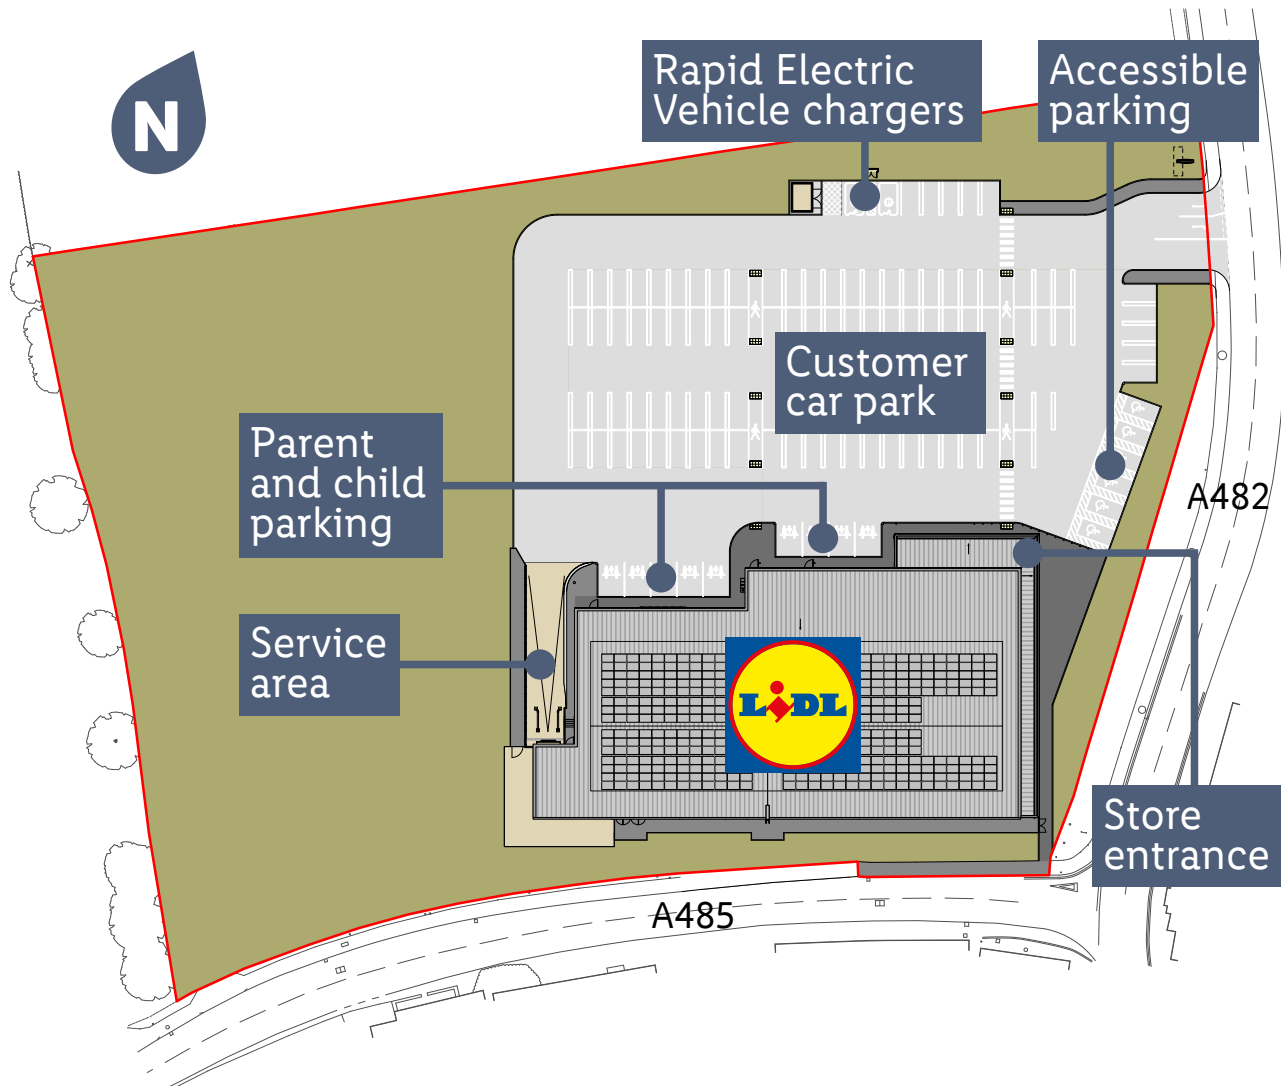 N
Rapid Electric
Vehicle chargers
Accessible
parking
Customer
car park
Parent
and child
parking
A482
Service
area
LIDL
Store
entrance
A485